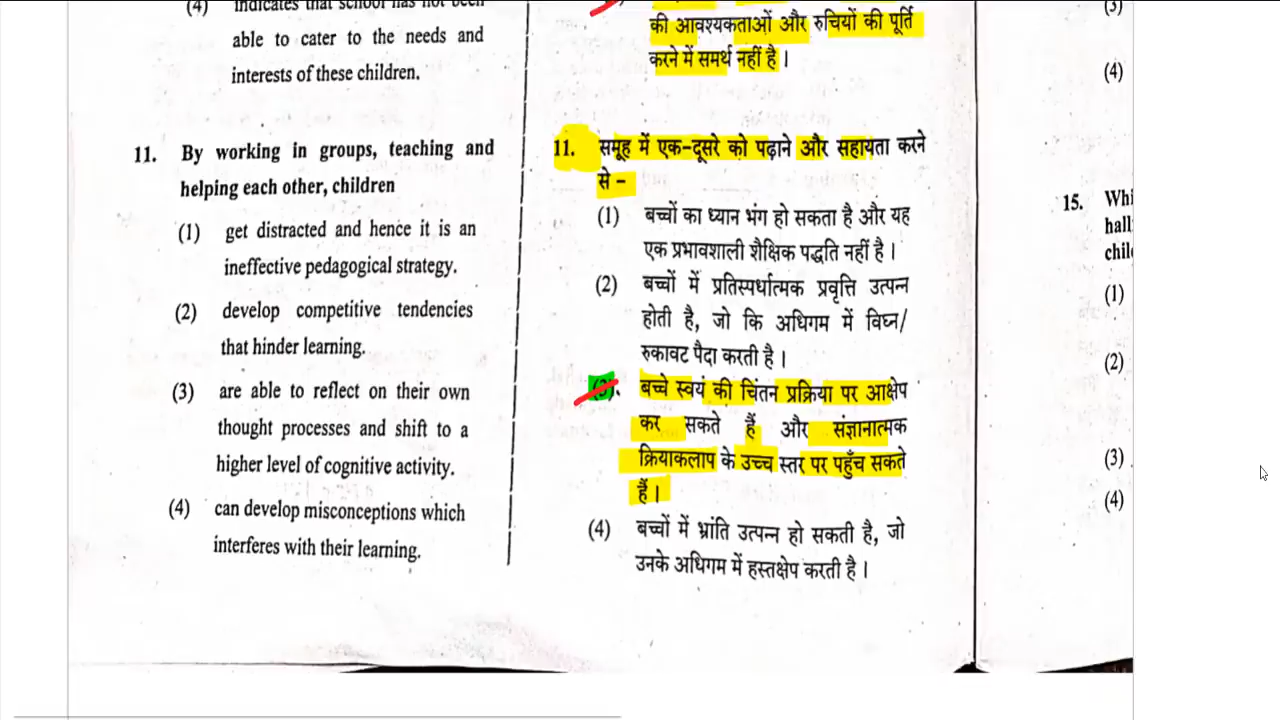 (4) indicates that school has not been
able to cater to the needs and
interests of these children.
11. By working in groups, teaching and
helping each other, children
(1) get distracted and hence it is an
ineffective pedagogical strategy.
(2) develop competitive tendencies
that hinder learning.
(3) are able to reflect on their own
thought processes and shift to a
higher level of cognitive activity.
(4) can develop misconceptions which
interferes with their learning.
की आवश्यकताओं और रुचियों की पूर्ति
करने में समर्थ नहीं है ।
11. समूह में एक-दूसरे को पढ़ाने और सहायता करने
से –
(1) बच्चों का ध्यान भंग हो सकता है और यह
एक प्रभावशाली शैक्षिक पद्धति नहीं है ।
(2) बच्चों में प्रतिस्पर्धात्मक प्रवृत्ति उत्पन्न
होती है, जो कि अधिगम में विघ्न/
रुकावट पैदा करती है ।
(3) बच्चे स्वयं की चिंतन प्रक्रिया पर आक्षेप
कर सकते हैं और संज्ञानात्मक
क्रियाकलाप के उच्च स्तर पर पहुँच सकते
हैं ।
(4) बच्चों में भ्रांति उत्पन्न हो सकती है, जो
उनके अधिगम में हस्तक्षेप करती है ।
(3)
(4)
15. Whi
hall
chil
(1)
(2)
(3)
(4)